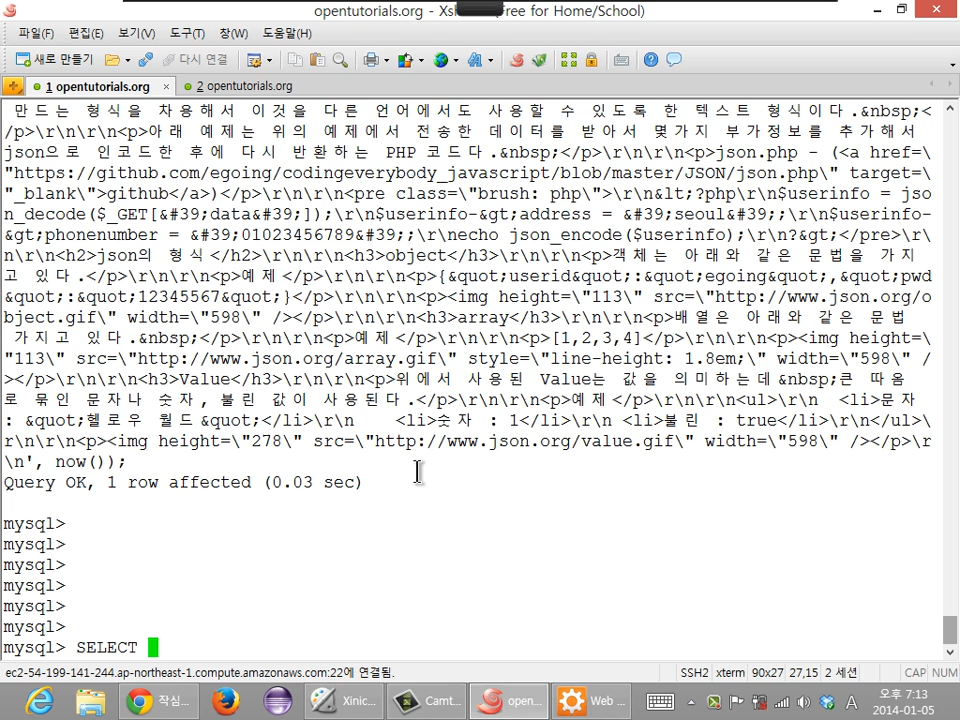 opentutorials.org - Xs
Free for Home/School)
파일(F) 편집(E) 보기(V) 도구(T) 창(W) 도움말(H)
새로 만들기 다시 연결
1 opentutorials.org × 2 opentutorials.org
만드는 형식을 차용해서 이것을 다른 언어에서도 사용할 수 있도록 한 텍스트 형식이다.&nbsp;<
/p>\r\n\r\n<p>아래 예제는 위의 예제에서 전송한 데이터를 받아서 몇가지 부가정보를 추가해서
json으로 인코드한 후에 다시 반환하는 PHP 코드다.&nbsp;</p>\r\n\r\n<p>json.php - (<a href=\
"https://github.com/egoing/codingeverybody_javascript/blob/master/JSON/json.php\" target=\
"_blank\">github</a>)</p>\r\n\r\n<pre class=\"brush: php\">\r\n&lt;?php\r\n$userinfo = jso
n_decode($_GET[&#39;data&#39;]);\r\n$userinfo-&gt;address = &#39;seoul&#39;;\r\n$userinfo-
&gt;phonenumber = &#39;01023456789&#39;;\r\necho json_encode($userinfo);\r\n?&gt;</pre>\r\
n\r\n<h2>json의 형식</h2>\r\n\r\n<h3>object</h3>\r\n\r\n<p>객체는 아래와 같은 문법을 가지
고 있다.</p>\r\n\r\n<p>예제</p>\r\n\r\n<p>{&quot;userid&quot;:&quot;egoing&quot;,&quot;pwd
&quot;:&quot;12345567&quot;}</p>\r\n\r\n<p><img height=\"113\" src=\"http://www.json.org/o
bject.gif\" width=\"598\" /></p>\r\n\r\n<h3>array</h3>\r\n\r\n<p>배열은 아래와 같은 문법
가지고 있다.&nbsp;</p>\r\n\r\n<p>예제</p>\r\n\r\n<p>[1,2,3,4]</p>\r\n\r\n<p><img height=\
"113\" src=\"http://www.json.org/array.gif\" style=\"line-height: 1.8em;\" width=\"598\" /
></p>\r\n\r\n<h3>Value</h3>\r\n\r\n<p>위에서 사용된 Value는 값을 의미하는데&nbsp;큰 따옴
로 묶인 문자나 숫자, 불린 값이 사용된다.</p>\r\n\r\n<p>예제</p>\r\n\r\n<ul>\r\n <li>문자
: &quot;헬로우 월드&quot;</li>\r\n <li>숫자 : 1</li>\r\n <li>불린 : true</li>\r\n</ul>\
r\n\r\n<p><img height=\"278\" src=\"http://www.json.org/value.gif\" width=\"598\" /></p>\r
\n', now());
Query OK, 1 row affected (0.03 sec)
mysql>
mysql>
mysql>
mysql>
mysql>
mysql>
mysql> SELECT
ec2-54-199-141-244.ap-northeast-1.compute.amazonaws.com:22에 연결됨. SSH2 xterm 90x27 27,15 2 세션 CAP NUM
작심... Xinic... Camt... open... Web ... A 오후 7:13
2014-01-05